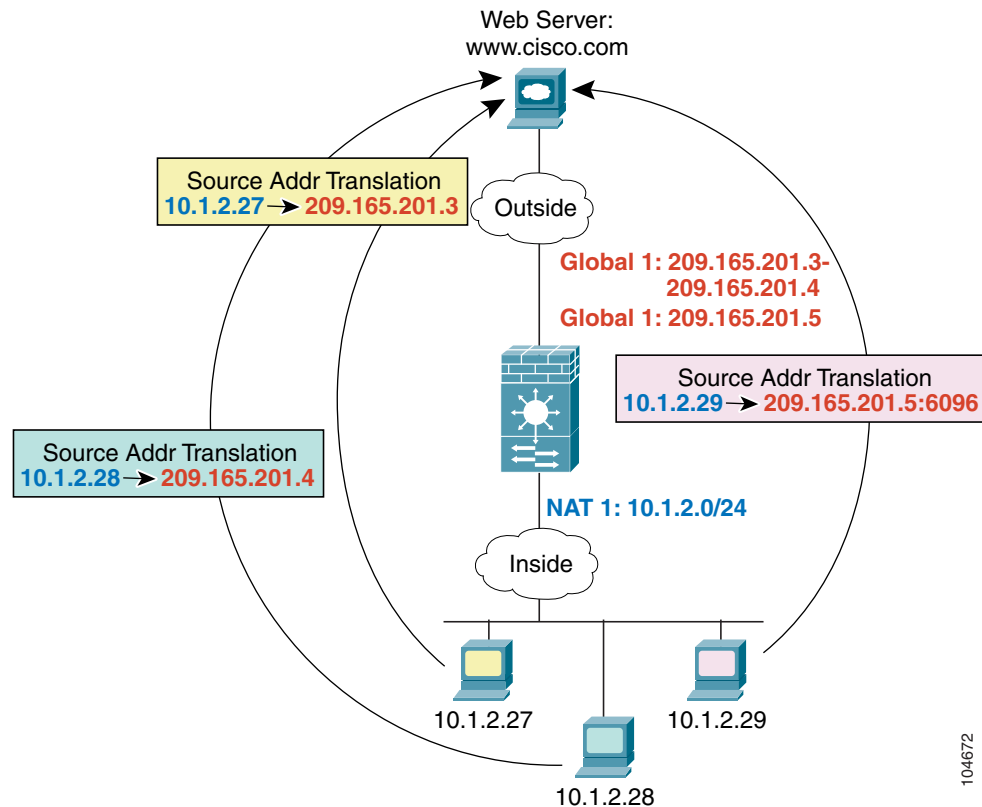 Web Server:
www.cisco.com
Source Addr Translation
10.1.2.27 → 209.165.201.3
Outside
Global 1: 209.165.201.3-
209.165.201.4
Global 1: 209.165.201.5
Source Addr Translation
10.1.2.29 → 209.165.201.5:6096
Source Addr Translation
10.1.2.28 → 209.165.201.4
NAT 1: 10.1.2.0/24
Inside
10.1.2.27
10.1.2.29
10.1.2.28
104672